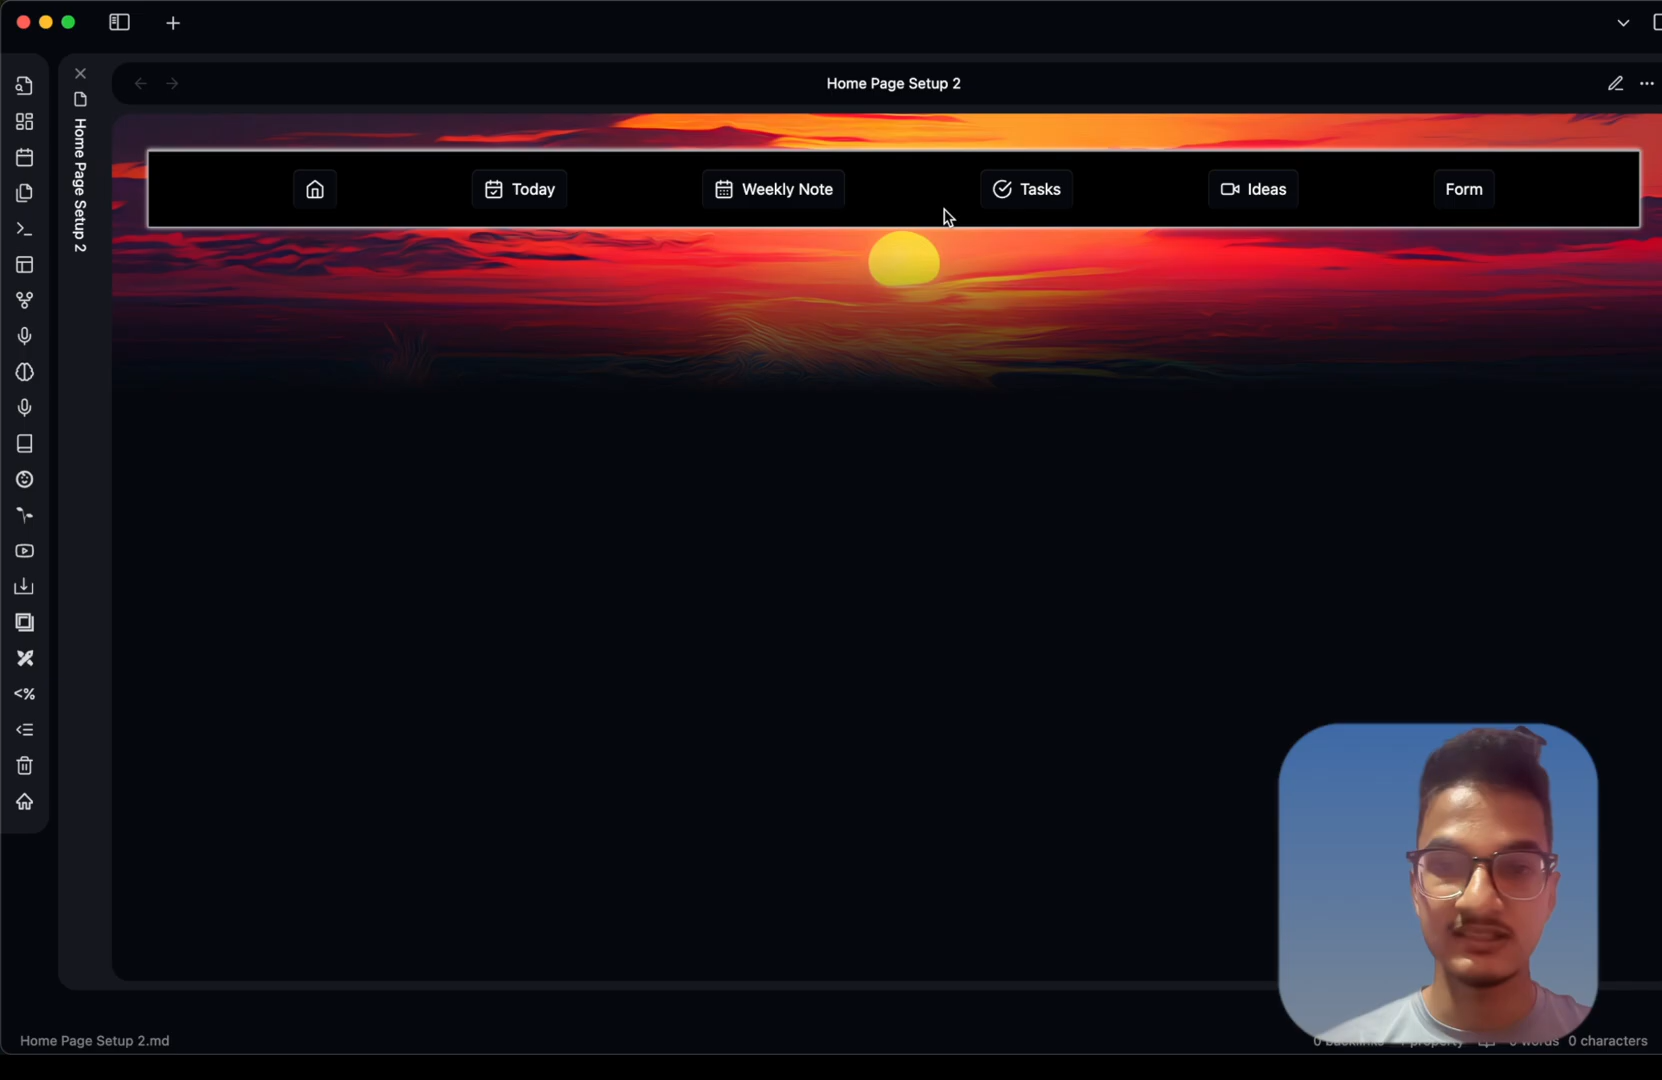 Home Page Setup 2
Home Page Setup 2
Today
Weekly Note
Tasks
Ideas
Form
<%
Home Page Setup 2.md
words 0 characters